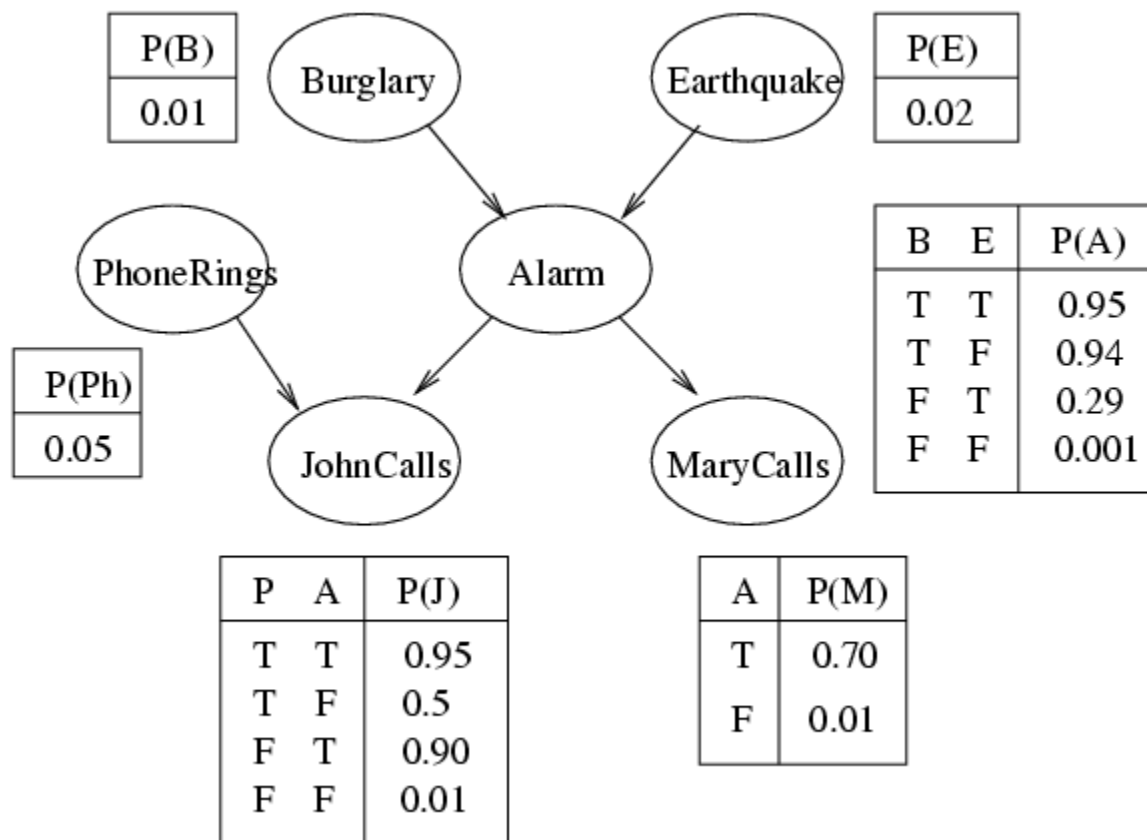 P(B)
0.01
Burglary
Earthquake
P(E)
0.02
PhoneRings
Alarm
B E P(A)
T T 0.95
T F 0.94
F T 0.29
F F 0.001
P(Ph)
0.05
JohnCalls
MaryCalls
P A P(J)
T T 0.95
T F 0.5
F T 0.90
F F 0.01
A P(M)
T 0.70
F 0.01